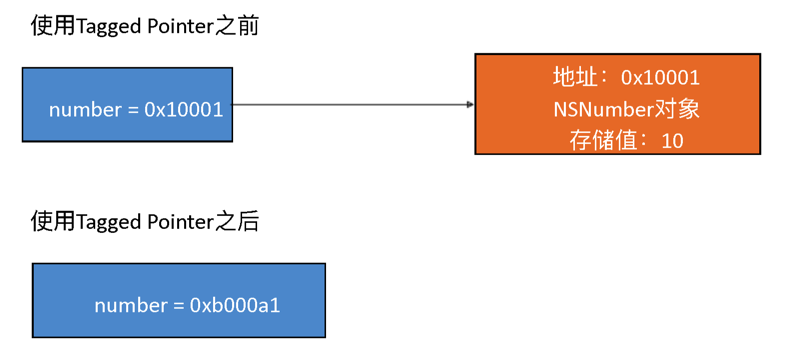 使用Tagged Pointer之前
number = 0x10001
地址：0x10001
NSNumber对象
存储值：10
使用Tagged Pointer之后
number = 0xb000a1